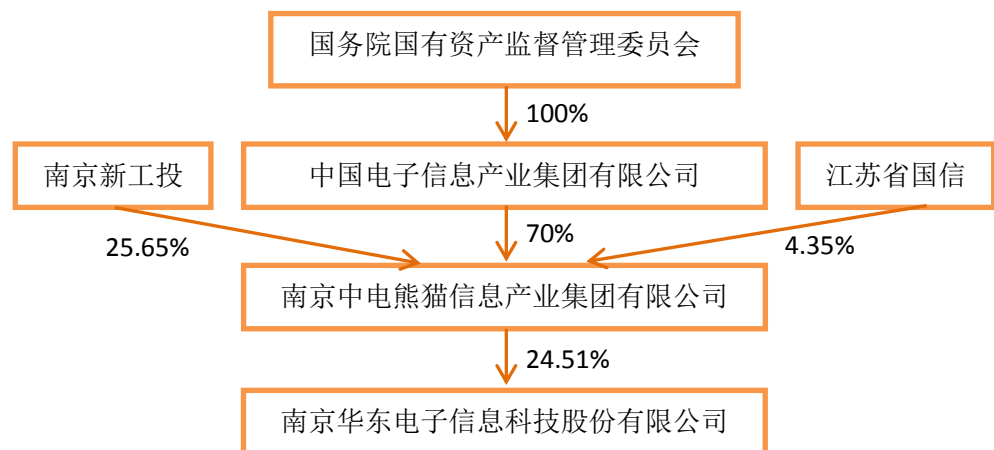 国务院国有资产监督管理委员会
100%
南京新工投
中国电子信息产业集团有限公司
江苏省国信
25.65%
70%
4.35%
南京中电熊猫信息产业集团有限公司
24.51%
南京华东电子信息科技股份有限公司